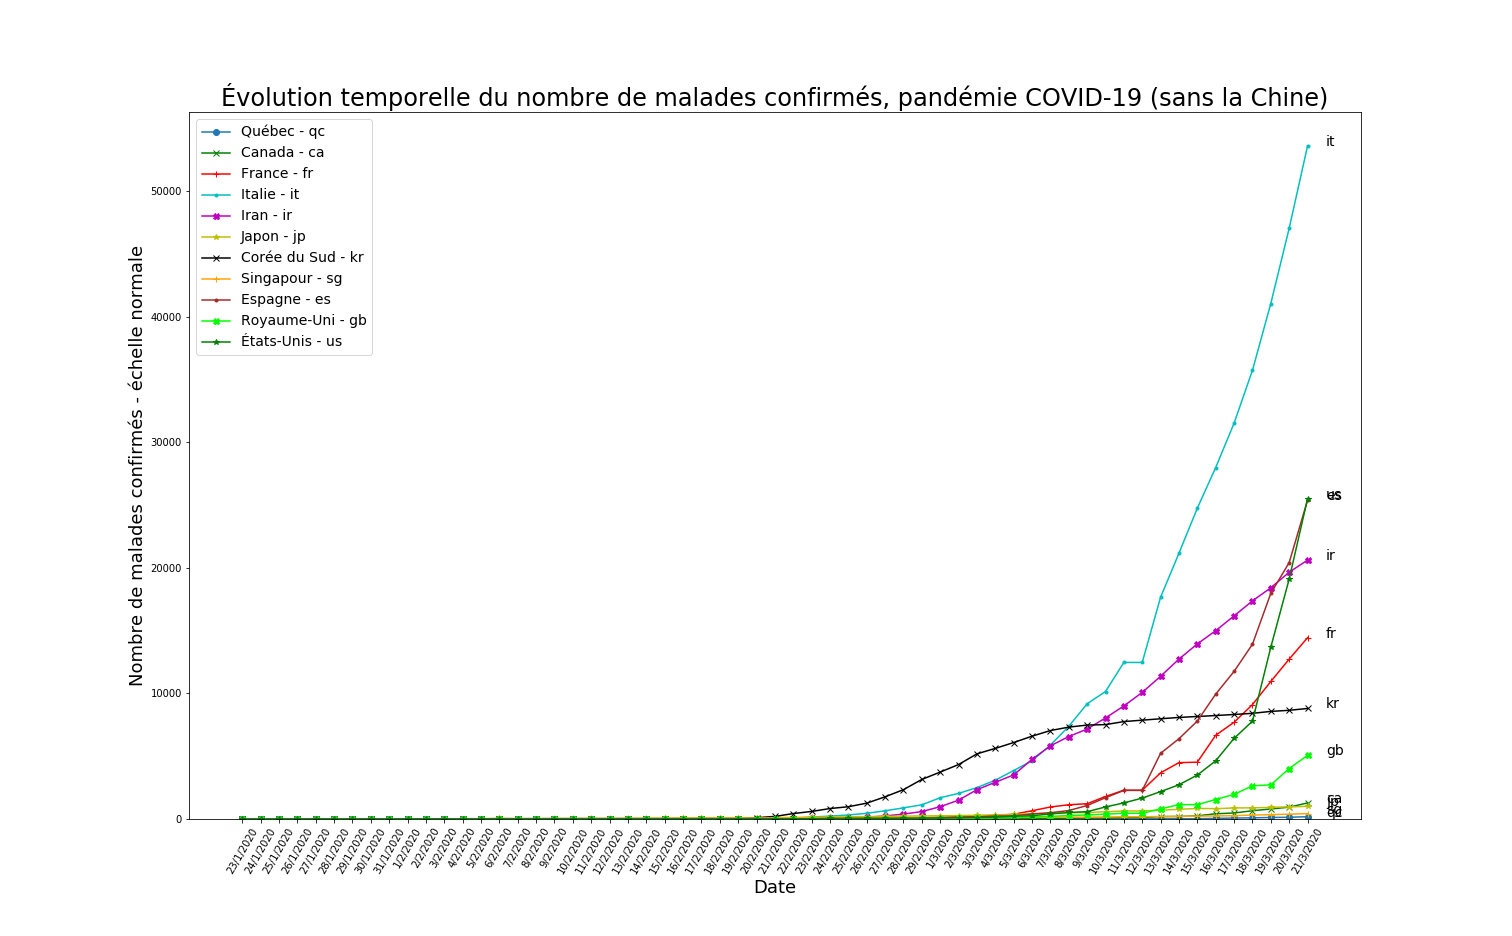 Évolution temporelle du nombre de malades confirmés, pandémie COVID-19 (sans la Chine)
Québec - qc
Canada - ca
France - fr
Italie - it
Iran - ir
Japon - jp
Corée du Sud - kr
Singapour - sg
Espagne - es
Royaume-Uni - gb
États-Unis - us
Nombre de malades confirmés - échelle normale
50000
40000
30000
20000
10000
0
it
us
es
ir
fr
kr
gb
ca
23/1/2020
24/1/2020
25/1/2020
26/1/2020
27/1/2020
28/1/2020
29/1/2020
30/1/2020
31/1/2020
1/2/2020
2/2/2020
3/2/2020
4/2/2020
5/2/2020
6/2/2020
7/2/2020
8/2/2020
9/2/2020
10/2/2020
11/2/2020
12/2/2020
13/2/2020
14/2/2020
15/2/2020
16/2/2020
17/2/2020
18/2/2020
19/2/2020
20/2/2020
21/2/2020
22/2/2020
23/2/2020
24/2/2020
25/2/2020
26/2/2020
27/2/2020
28/2/2020
29/2/2020
1/3/2020
2/3/2020
3/3/2020
4/3/2020
5/3/2020
6/3/2020
7/3/2020
8/3/2020
9/3/2020
10/3/2020
11/3/2020
12/3/2020
13/3/2020
14/3/2020
15/3/2020
16/3/2020
17/3/2020
18/3/2020
19/3/2020
20/3/2020
21/3/2020
Date